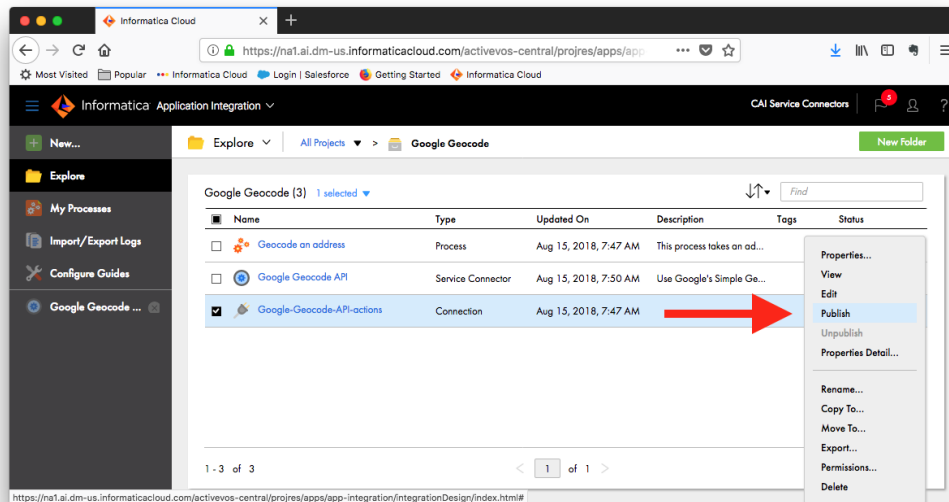 Informatica Cloud
https://na1.ai.dm-us.informaticacloud.com/activevos-central/projres/apps/app
Most Visited Popular Informatica Cloud Login | Salesforce Getting Started Informatica Cloud
Informatica Application Integration
CAI Service Connectors 5 ?
New...
Explore
My Processes
Import/Export Logs
Configure Guides
Google Geocode ...
Explore All Projects > Google Geocode
New Folder
Google Geocode (3) 1 selected
Find
Name Type Updated On Description Tags Status
Geocode an address Process Aug 15, 2018, 7:47 AM This process takes an ad...
Google Geocode API Service Connector Aug 15, 2018, 7:50 AM Use Google's Simple Ge...
Google-Geocode-API-actions Connection Aug 15, 2018, 7:47 AM
Properties...
View
Edit
Publish
Unpublish
Properties Detail...
Rename...
Copy To...
Move To...
Export...
Permissions...
Delete
1 - 3 of 3 < 1 of 1 >
https://na1.ai.dm-us.informaticacloud.com/activevos-central/projres/apps/app-integration/integrationDesign/index.html#